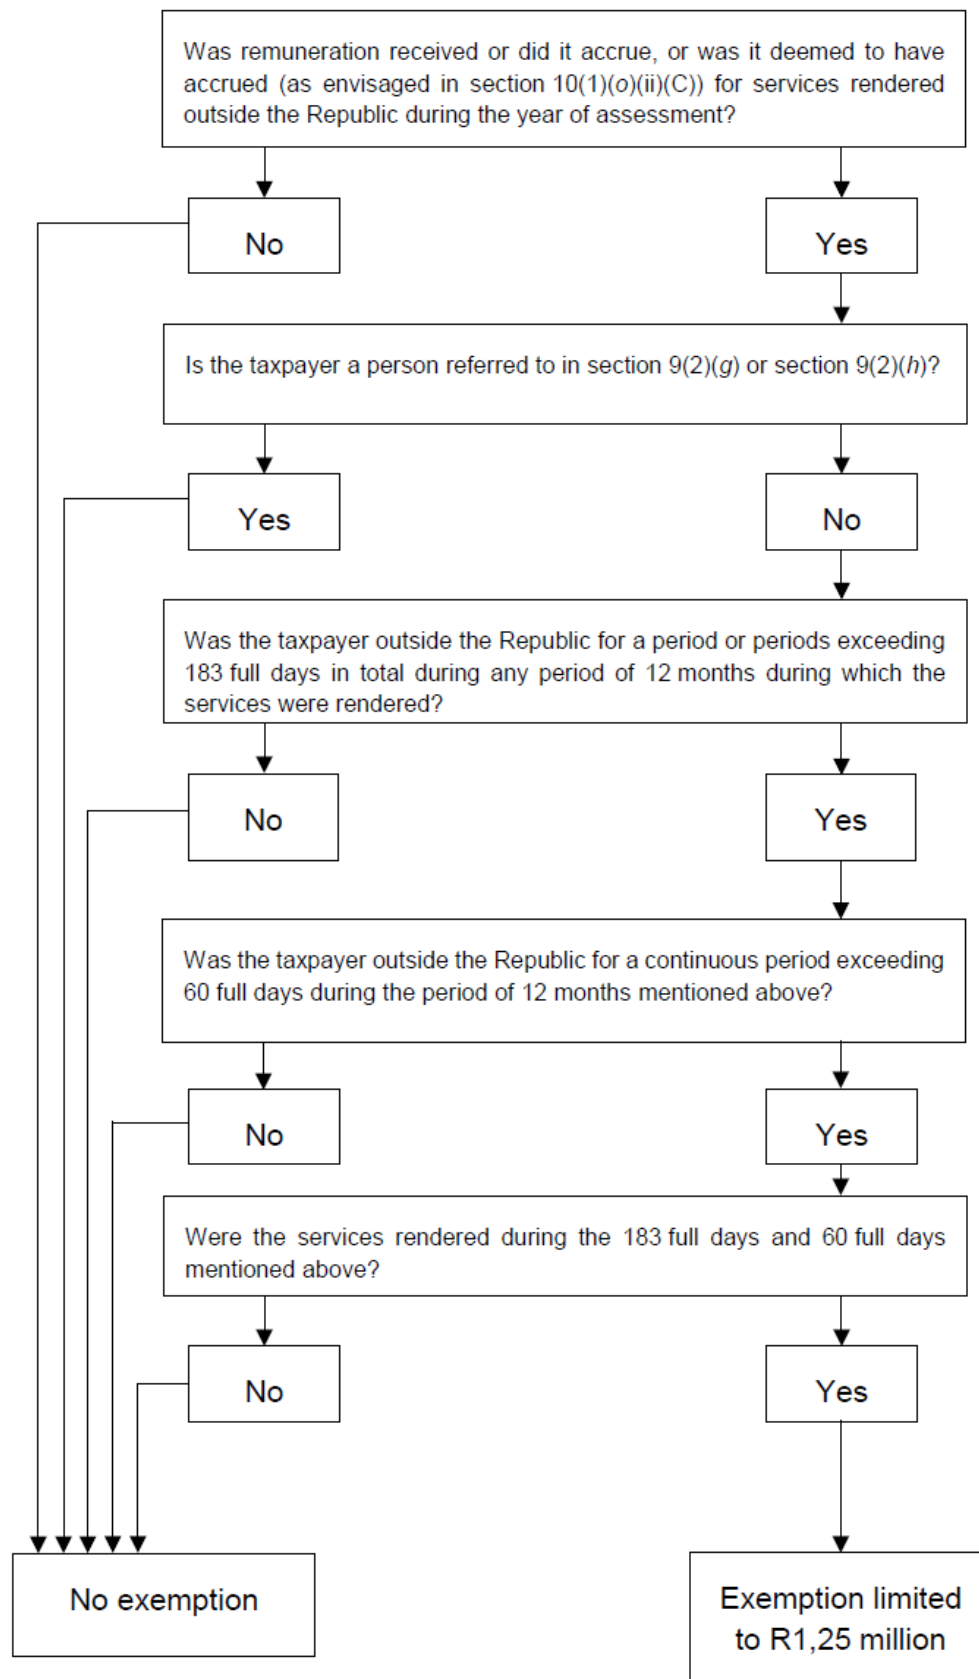 Was remuneration received or did it accrue, or was it deemed to have
accrued (as envisaged in section 10(1)(o)(ii)(C)) for services rendered
outside the Republic during the year of assessment?
No
Yes
Is the taxpayer a person referred to in section 9(2)(g) or section 9(2)(h)?
Yes
No
Was the taxpayer outside the Republic for a period or periods exceeding
183 full days in total during any period of 12 months during which the
services were rendered?
No
Yes
Was the taxpayer outside the Republic for a continuous period exceeding
60 full days during the period of 12 months mentioned above?
No
Yes
Were the services rendered during the 183 full days and 60 full days
mentioned above?
No
Yes
No exemption
Exemption limited
to R1,25 million